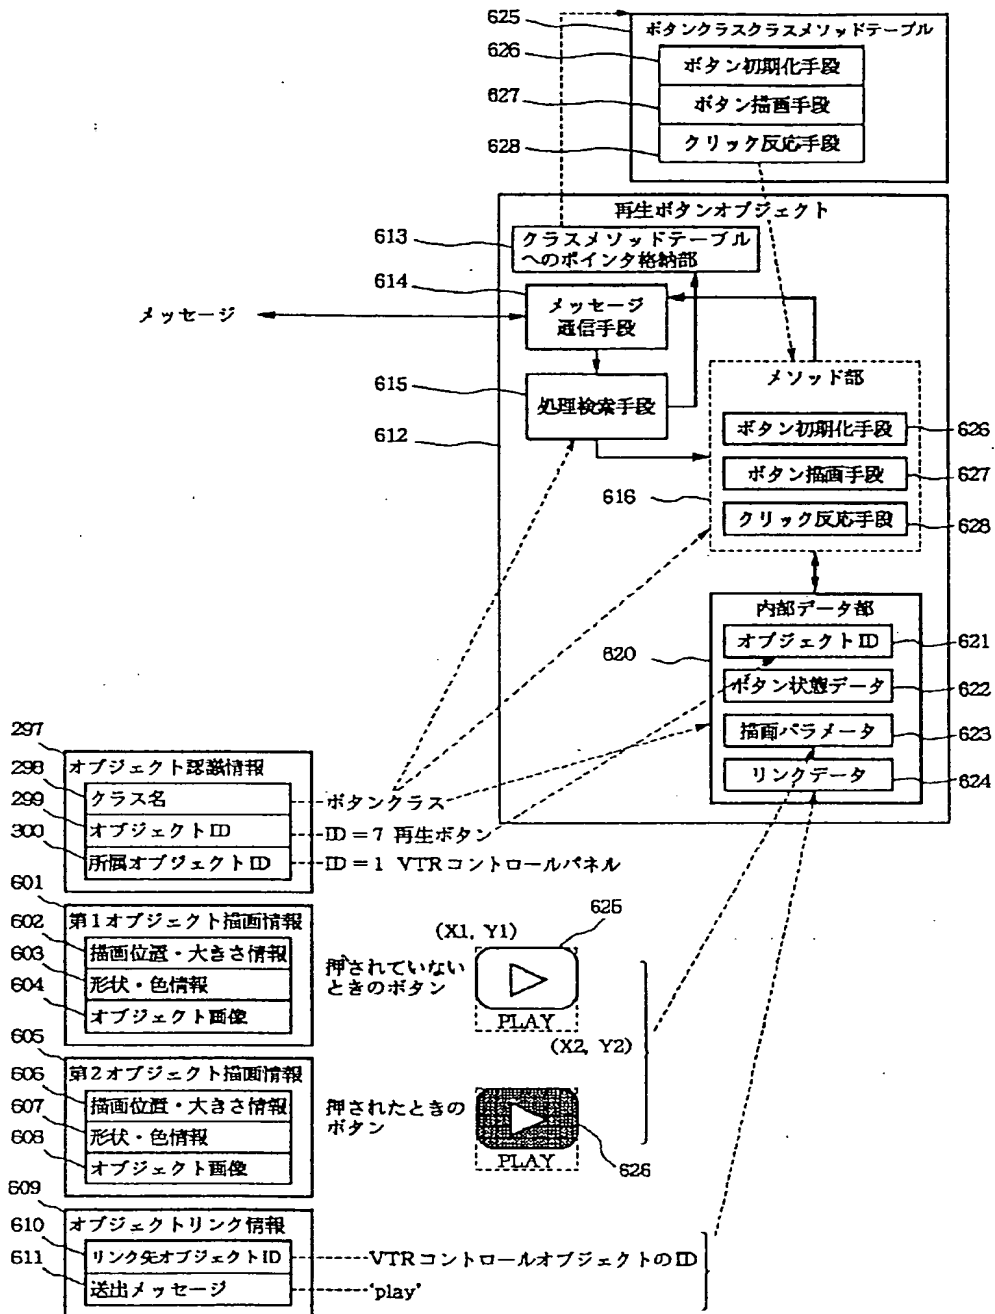 625
ボタンクラスクラスメソッドテーブル
626
ボタン初期化手段
627
ボタン描画手段
628
クリック反応手段
再生ボタンオブジェクト
613
クラスメソッドテーブル
へのポインタ格納部
614
メッセージ
通信手段
メッセージ
615
処理検索手段
612
メソッド部
ボタン初期化手段
626
ボタン描画手段
627
616
クリック反応手段
628
内部データ部
オブジェクトID
621
620
ボタン状態データ
622
描画パラメータ
623
リンクデータ
624
297
オブジェクト認識情報
298
クラス名
ボタンクラス
299
オブジェクトID
ID=7 再生ボタン
300
所属オブジェクトID
ID=1 VTRコントロールパネル
601
第1オブジェクト描画情報
602
描画位置・大きさ情報
603
形状・色情報
604
オブジェクト画像
押されていない
ときのボタン
(X1, Y1)
625
PLAY
(X2, Y2)
605
第2オブジェクト描画情報
606
描画位置・大きさ情報
607
形状・色情報
608
オブジェクト画像
押されたときの
ボタン
PLAY
626
609
オブジェクトリンク情報
610
リンク先オブジェクトID
VTRコントロールオブジェクトのID
611
送出メッセージ
'play'